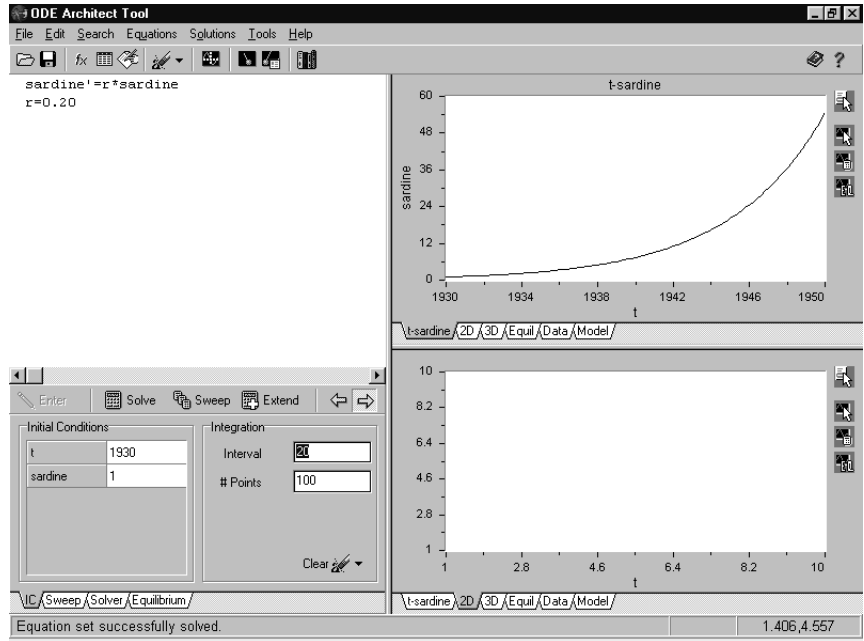 ODE Architect Tool
File Edit Search Equations Solutions Tools Help
fx
sardine'=r*sardine
r=0.20
t-sardine
60
48
36
24
12
0
sardine
1930 1934 1938 1942 1946 1950
t
t-sardine 2D 3D Equil Data Model
Enter Solve Sweep Extend
Initial Conditions
t 1930
sardine 1
Integration
Interval 20
# Points 100
Clear
IC Sweep Solver Equilibrium
10
8.2
6.4
4.6
2.8
1
1 2.8 4.6 6.4 8.2 10
t
t-sardine 2D 3D Equil Data Model
Equation set successfully solved. 1.406,4.557